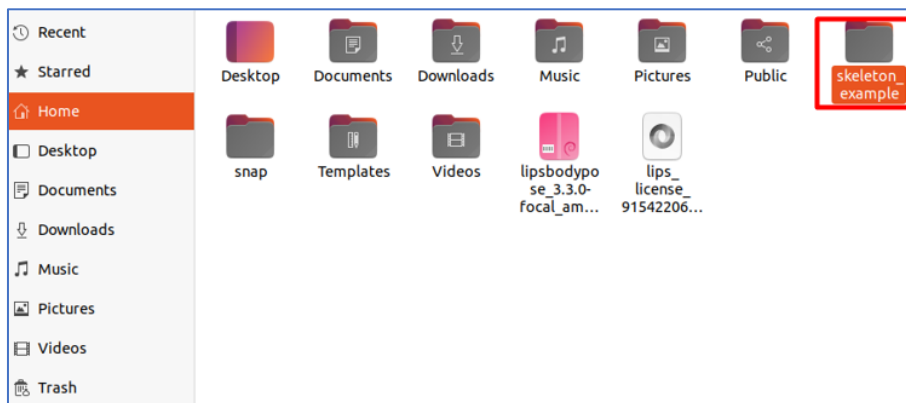 Recent
Starred
Home
Desktop
Documents
Downloads
Music
Pictures
Videos
Trash
Desktop
Documents
Downloads
Music
Pictures
Public
skeleton_
example
snap
Templates
Videos
lipsbodypo
se_3.3.0-
focal_am...
lips_
license_
91542206...